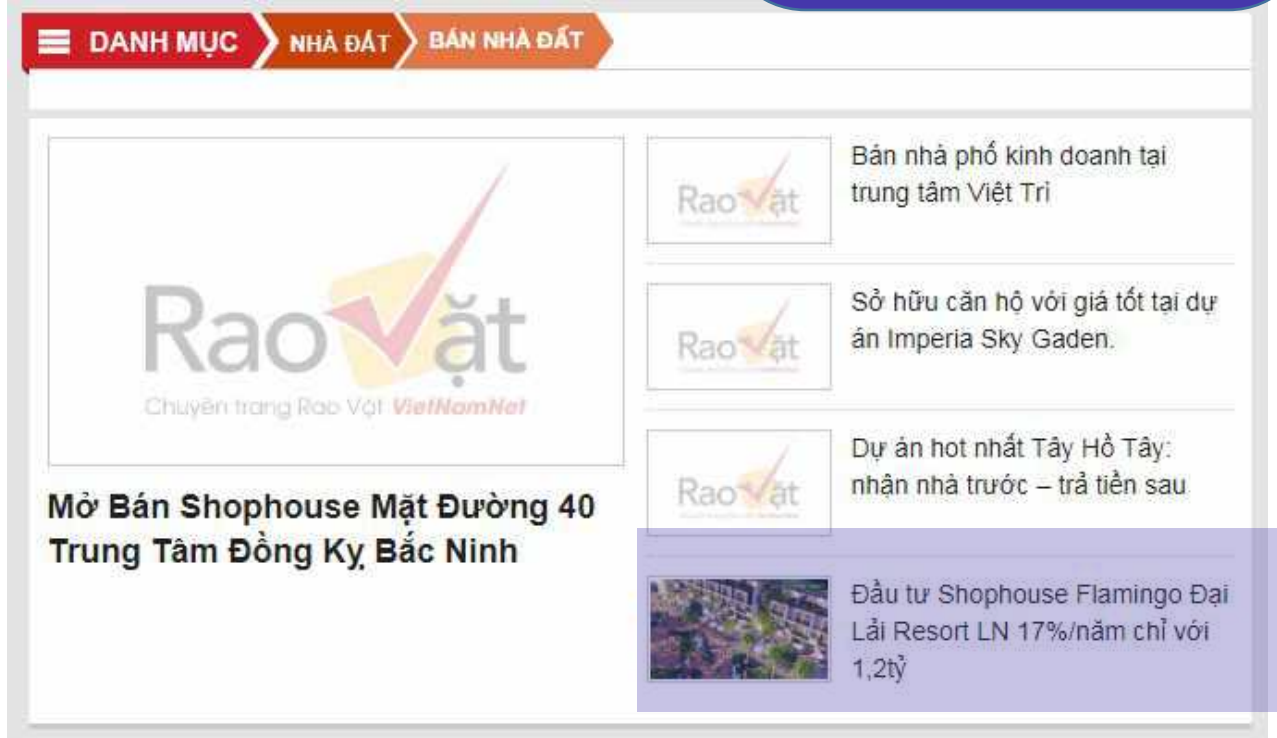 DANH MỤC
NHÀ ĐẤT
BÁN NHÀ ĐẤT
Rao Vặt
Chuyên trang Rao Vặt VietNamNet
Mở Bán Shophouse Mặt Đường 40
Trung Tâm Đồng Kỵ Bắc Ninh
Rao Vặt
Bán nhà phố kinh doanh tại
trung tâm Việt Trì
Rao Vặt
Sở hữu căn hộ với giá tốt tại dự
án Imperia Sky Gaden.
Rao Vặt
Dự án hot nhất Tây Hồ Tây:
nhận nhà trước – trả tiền sau
Đầu tư Shophouse Flamingo Đại
Lải Resort LN 17%/năm chỉ với
1,2tỷ